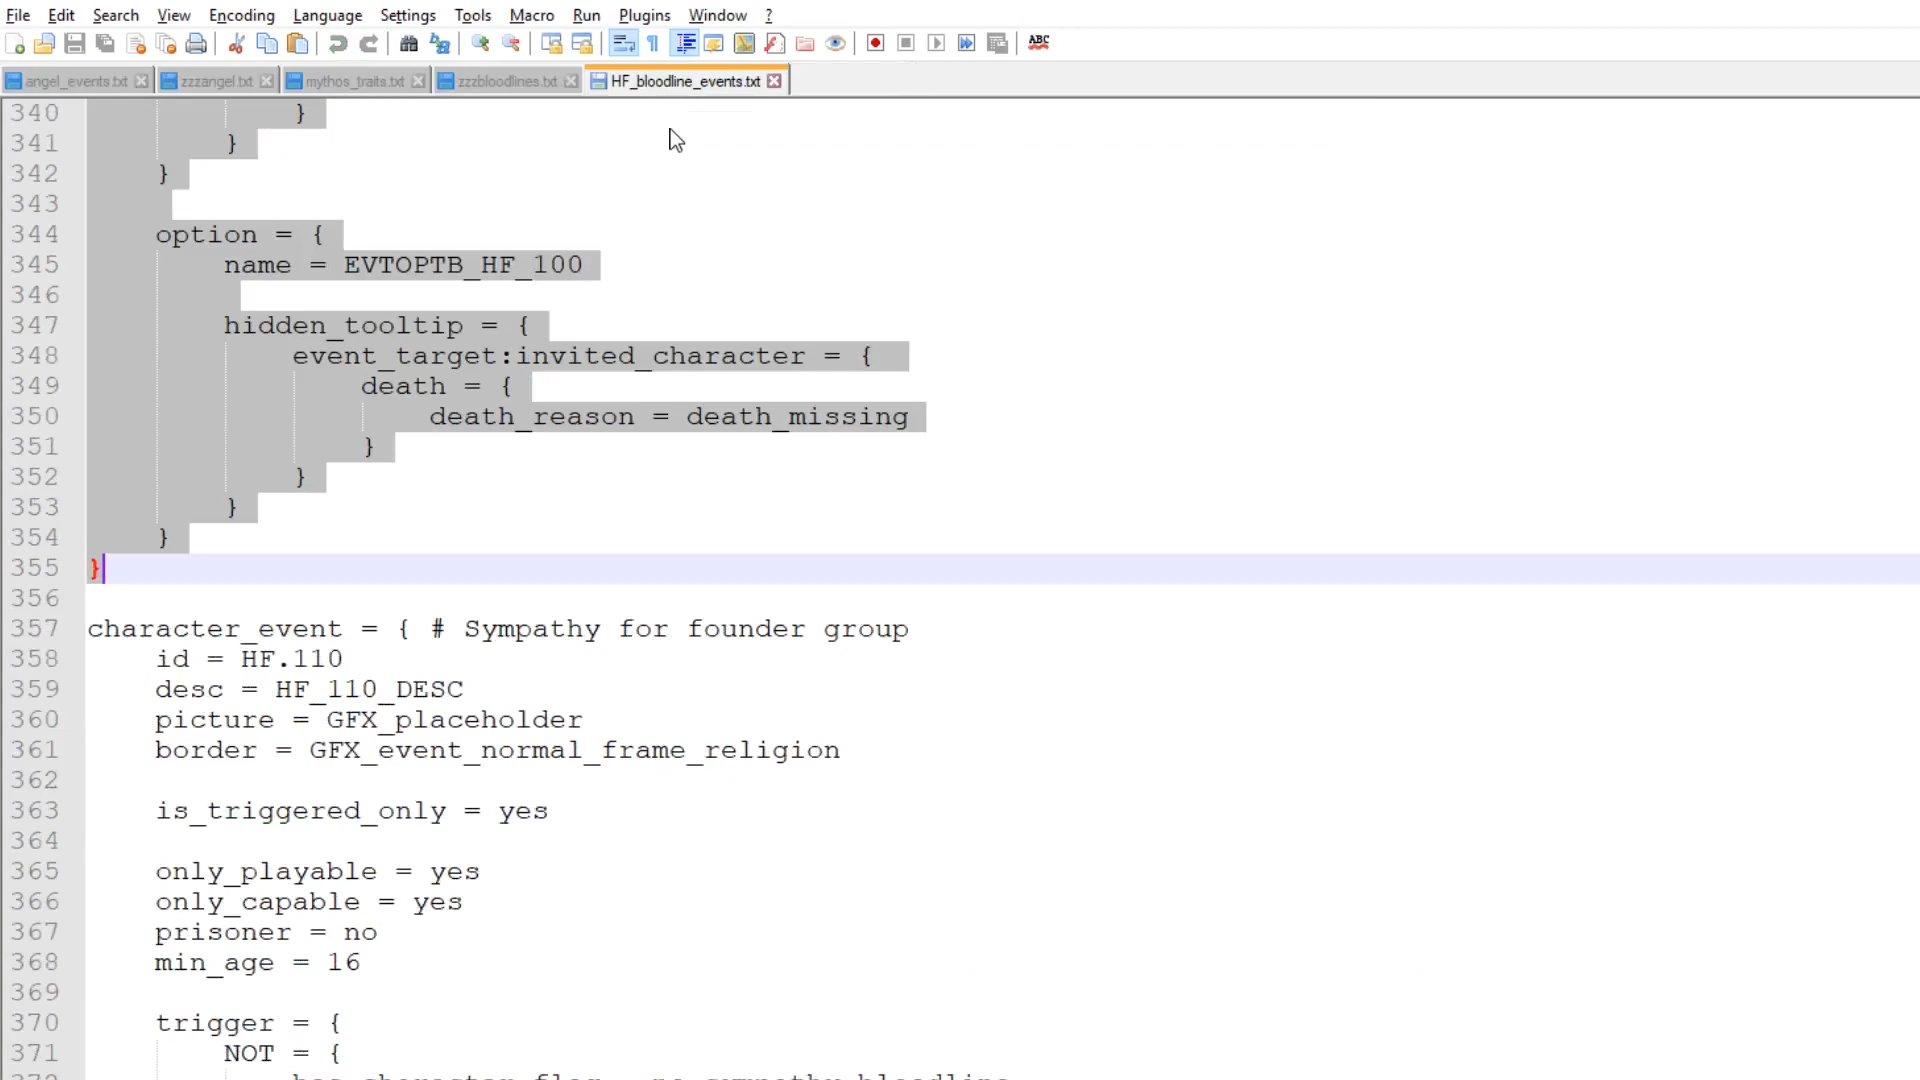 File Edit Search View Encoding Language Settings Tools Macro Run Plugins Window ?
ABC
angel_events.txt zzzangel.txt mythos_traits.txt zzzbloodlines.txt HF_bloodline_events.txt
340 }
341 }
342 }
343
344 option = {
345 name = EVTOPTB_HF_100
346
347 hidden_tooltip = {
348 event_target:invited_character = {
349 death = {
350 death_reason = death_missing
351 }
352 }
353 }
354 }
355 }
356
357 character_event = { # Sympathy for founder group
358 id = HF.110
359 desc = HF_110_DESC
360 picture = GFX_placeholder
361 border = GFX_event_normal_frame_religion
362
363 is_triggered_only = yes
364
365 only_playable = yes
366 only_capable = yes
367 prisoner = no
368 min_age = 16
369
370 trigger = {
371 NOT = {